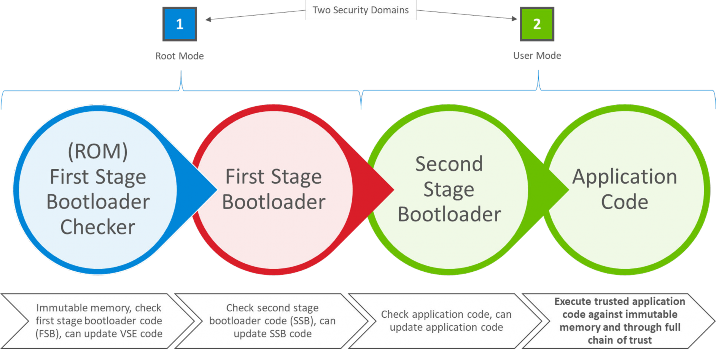 Two Security Domains
1
2
Root Mode
User Mode
(ROM)
First Stage
Bootloader
Checker
First Stage
Bootloader
Second
Stage
Bootloader
Application
Code
Immutable memory, check
first stage bootloader code
(FSB), can update VSE code
Check second stage
bootloader code (SSB), can
update SSB code
Check application code, can
update application code
Execute trusted application
code against immutable
memory and through full
chain of trust